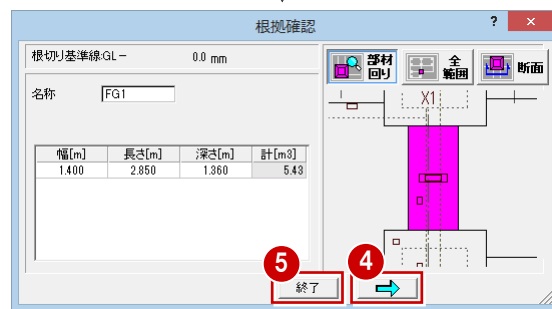 根拠確認
? ×
根切り基準線:GL－ 0.0 mm
部材回り 全範囲 断面
名称 FG1
X1
幅[m] 長さ[m] 深さ[m] 計[m3]
1.400 2.850 1.360 5.43
5 4
終了